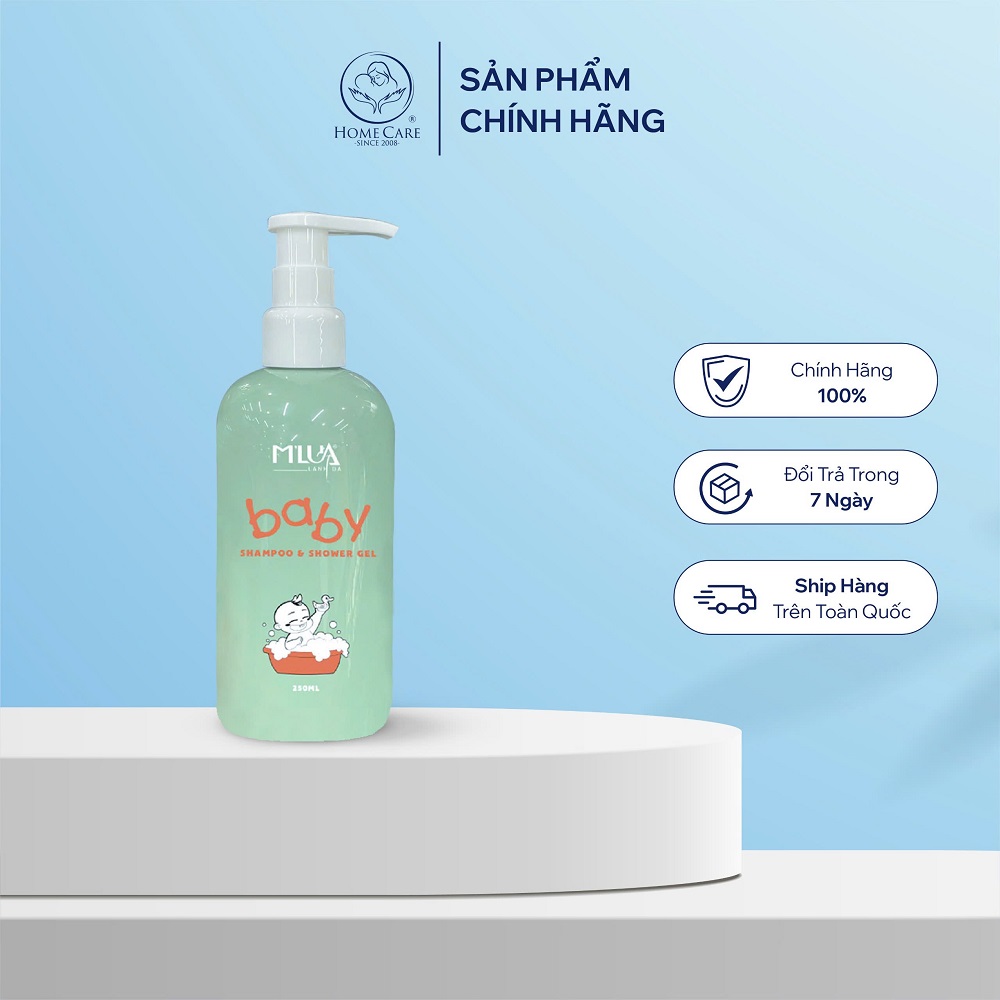 HOME CARE ®
-SINCE 2008-
SẢN PHẨM
CHÍNH HÃNG
Chính Hãng
100%
Đổi Trả Trong
7 Ngày
Ship Hàng
Trên Toàn Quốc
M'LUA
baby
SHAMPOO & SHOWER GEL
250ML